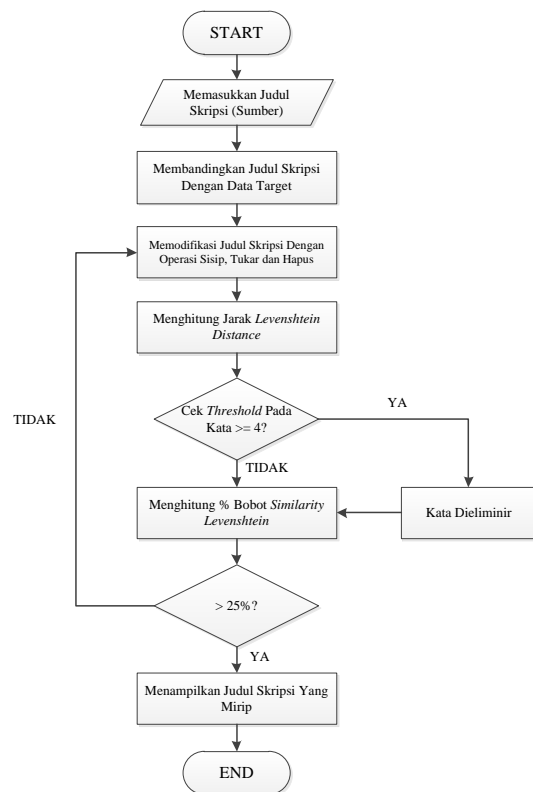 START
Memasukkan Judul
Skripsi (Sumber)
Membandingkan Judul Skripsi
Dengan Data Target
Memodifikasi Judul Skripsi Dengan
Operasi Sisip, Tukar dan Hapus
Menghitung Jarak Levenshtein
Distance
Cek Threshold Pada
Kata >= 4?
YA
TIDAK
TIDAK
Menghitung % Bobot Similarity
Levenshtein
Kata Dieliminir
> 25%?
YA
Menampilkan Judul Skripsi Yang
Mirip
END